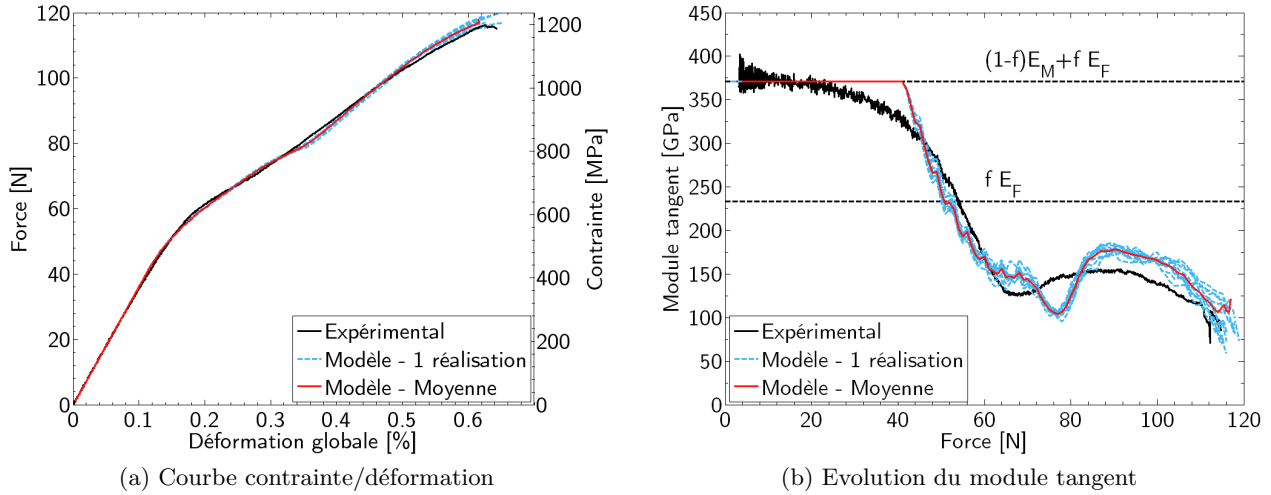 120
100
80
60
40
20
0
Force [N]
0
0.1
0.2
0.3
0.4
0.5
0.6
Déformation globale [%]
1200
1000
800
600
400
200
0
Contrainte [MPa]
Expérimental
Modèle - 1 réalisation
Modèle - Moyenne
(a) Courbe contrainte/déformation
450
400
350
300
250
200
150
100
50
0
Module tangent [GPa]
(1-f)E_M+f E_F
f E_F
Expérimental
Modèle - 1 réalisation
Modèle - Moyenne
0
20
40
60
80
100
120
Force [N]
(b) Evolution du module tangent